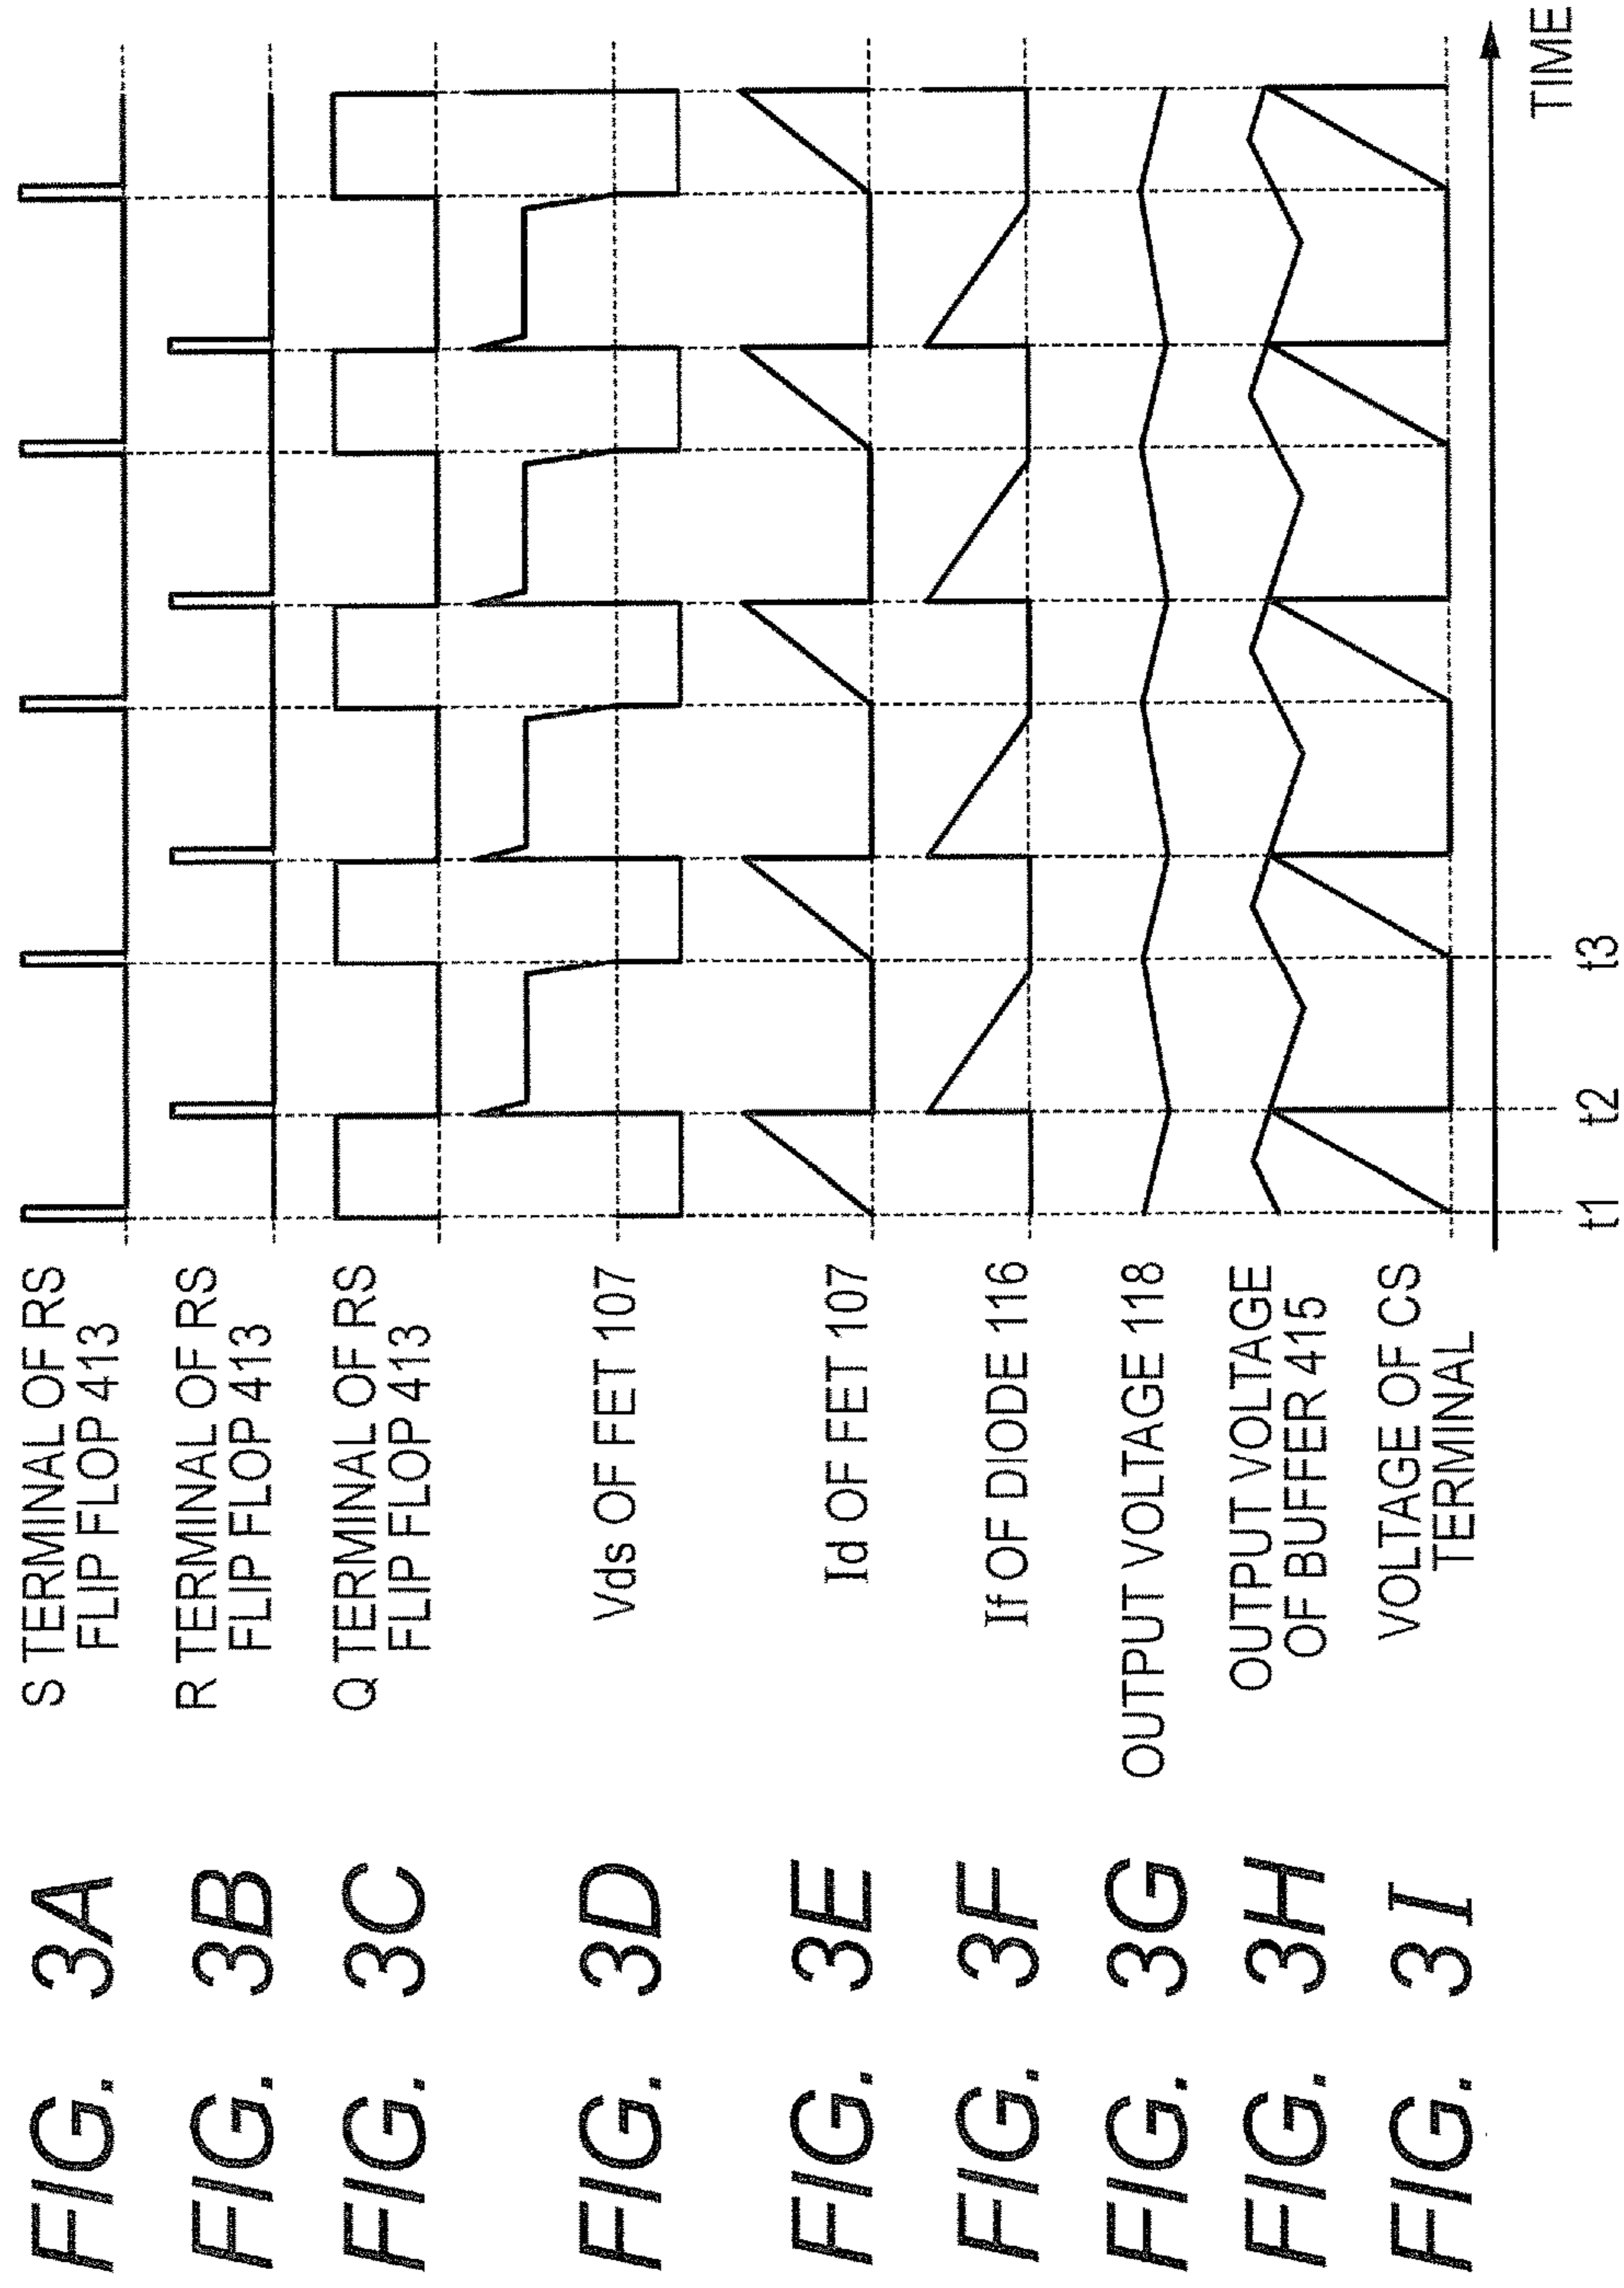 FIG. 3A
S TERMINAL OF RS
FLIP FLOP 413
FIG. 3B
R TERMINAL OF RS
FLIP FLOP 413
FIG. 3C
Q TERMINAL OF RS
FLIP FLOP 413
FIG. 3D
Vds OF FET 107
FIG. 3E
Id OF FET 107
FIG. 3F
If OF DIODE 116
FIG. 3G
OUTPUT VOLTAGE 118
FIG. 3H
OUTPUT VOLTAGE
OF BUFFER 415
FIG. 3I
VOLTAGE OF CS
TERMINAL
TIME
t1 t2 t3